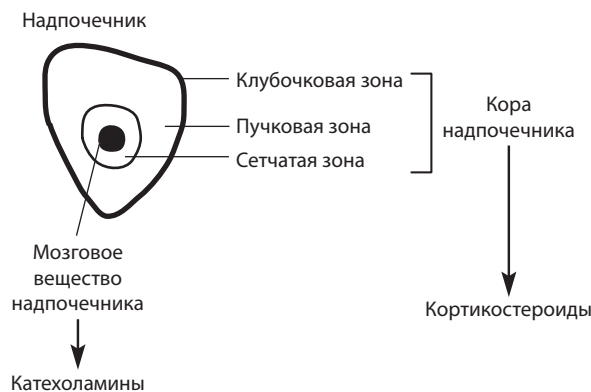 Надпочечник
Клубочковая зона
Пучковая зона
Сетчатая зона
Кора
надпочечника
Мозговое
вещество
надпочечника
Кортикостероиды
Катехоламины